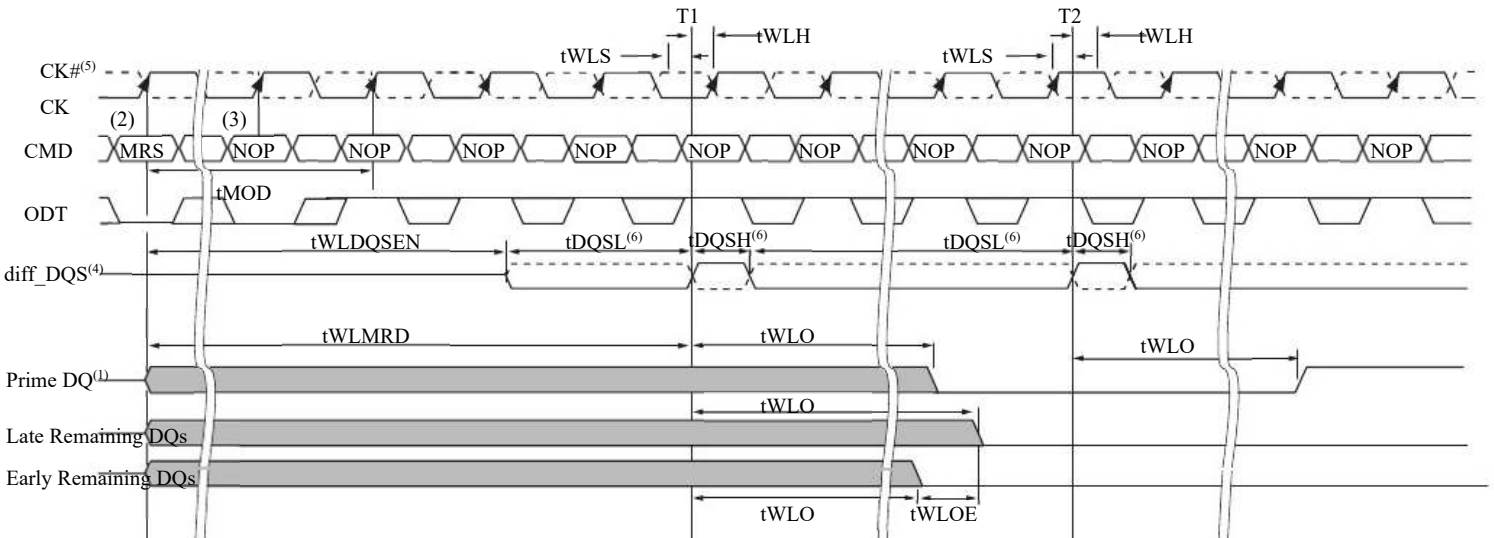 T1 T2
tWLH tWLH
tWLS tWLS
CK#(5)
CK
(2) (3)
CMD MRS NOP NOP NOP NOP NOP NOP NOP NOP NOP NOP NOP
tMOD
ODT
tWLDQSEN tDQSL(6) tDQSH(6) tDQSL(6) tDQSH(6)
diff_DQS(4)
tWLMRD tWLO
tWLO
Prime DQ(1)
tWLO
Late Remaining DQs
Early Remaining DQs
tWLO tWLOE